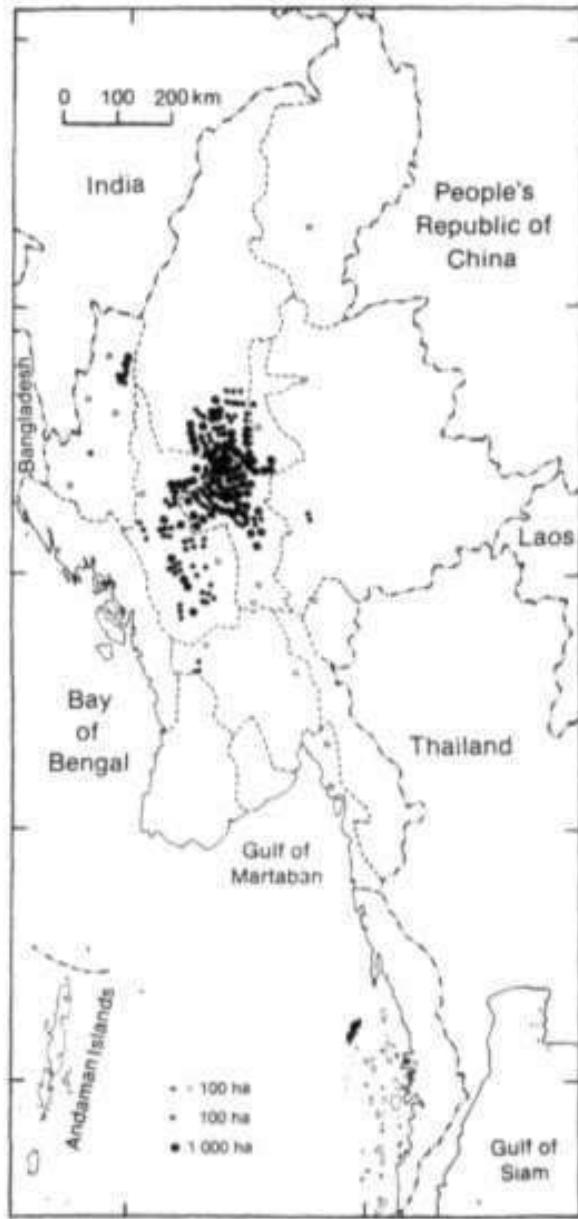 0 100 200 km
India
People's
Republic of
China
Bangladesh
Laos
Bay
of
Bengal
Thailand
Gulf of
Martaban
Andaman Islands
100 ha
100 ha
1 000 ha
Gulf of
Siam